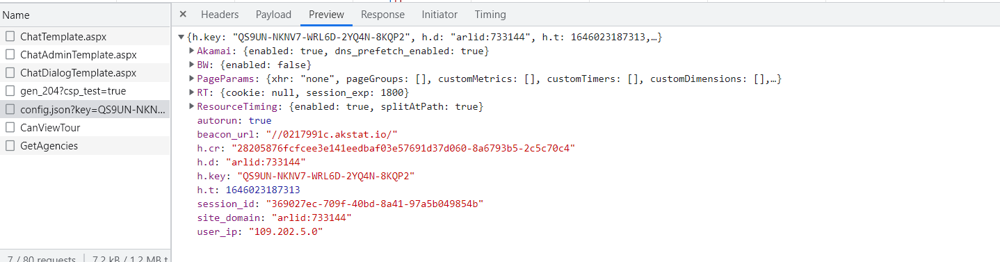 Name
Headers Payload Preview Response Initiator Timing
ChatTemplate.aspx
ChatAdminTemplate.aspx
ChatDialogTemplate.aspx
gen_204?csp_test=true
config.json?key=QS9UN-NKN...
CanViewTour
GetAgencies
7 / 80 requests 7.2 kB / 1.2 MB t
{h.key: "QS9UN-NKNV7-WRL6D-2YQ4N-8KQP2", h.d: "arlid:733144", h.t: 1646023187313,…}
Akamai: {enabled: true, dns_prefetch_enabled: true}
BW: {enabled: false}
PageParams: {xhr: "none", pageGroups: [], customMetrics: [], customTimers: [], customDimensions: [],…}
RT: {cookie: null, session_exp: 1800}
ResourceTiming: {enabled: true, splitAtPath: true}
autorun: true
beacon_url: "//0217991c.akstat.io/"
h.cr: "28205876fcfcee3e141eedbaf03e57691d37d060-8a6793b5-2c5c70c4"
h.d: "arlid:733144"
h.key: "QS9UN-NKNV7-WRL6D-2YQ4N-8KQP2"
h.t: 1646023187313
session_id: "369027ec-709f-40bd-8a41-97a5b049854b"
site_domain: "arlid:733144"
user_ip: "109.202.5.0"